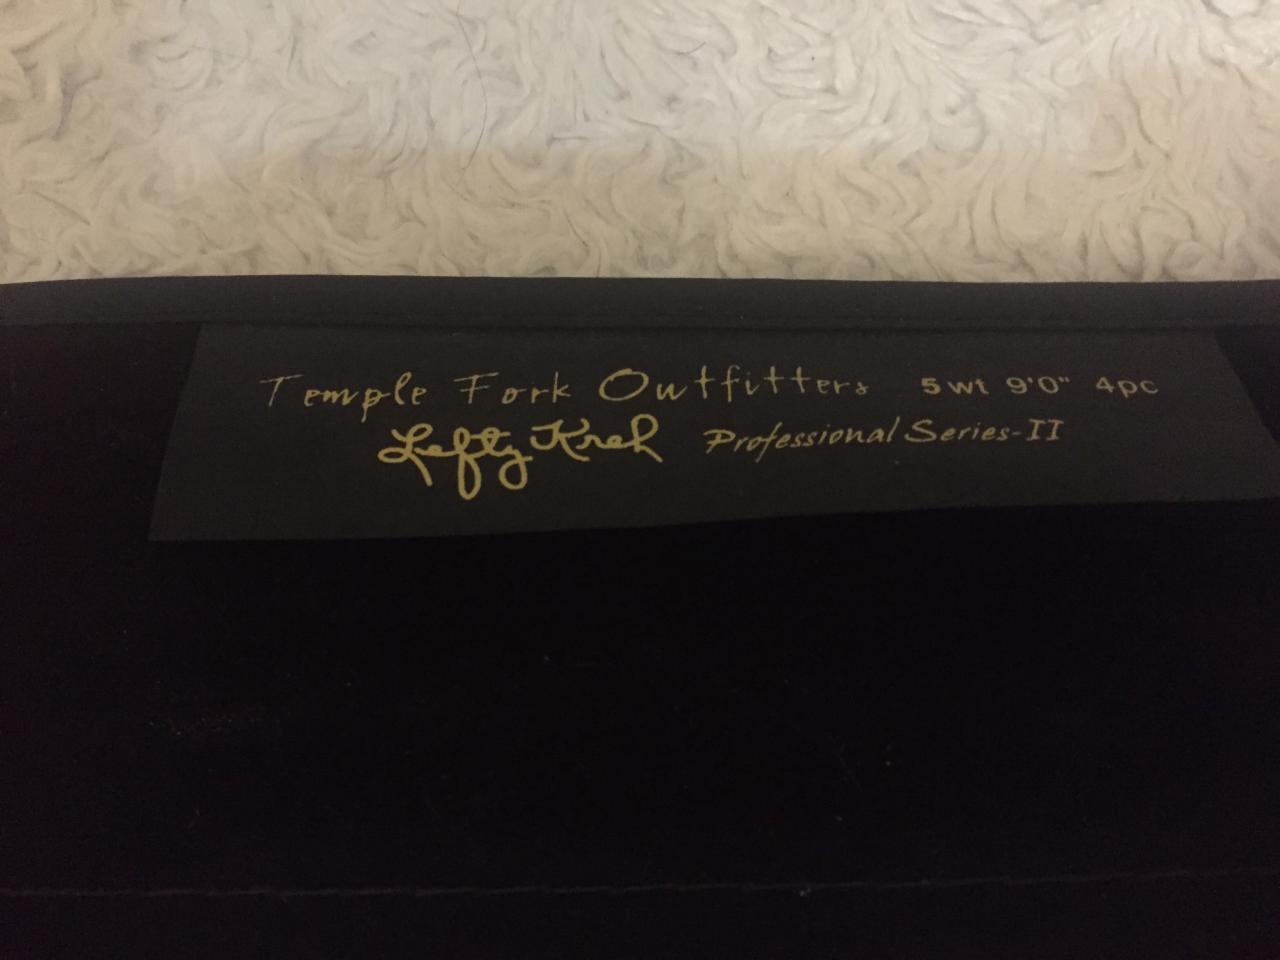 Temple Fork Outfitters 5wt 9'0" 4pc
Lefty Kreh Professional Series-II